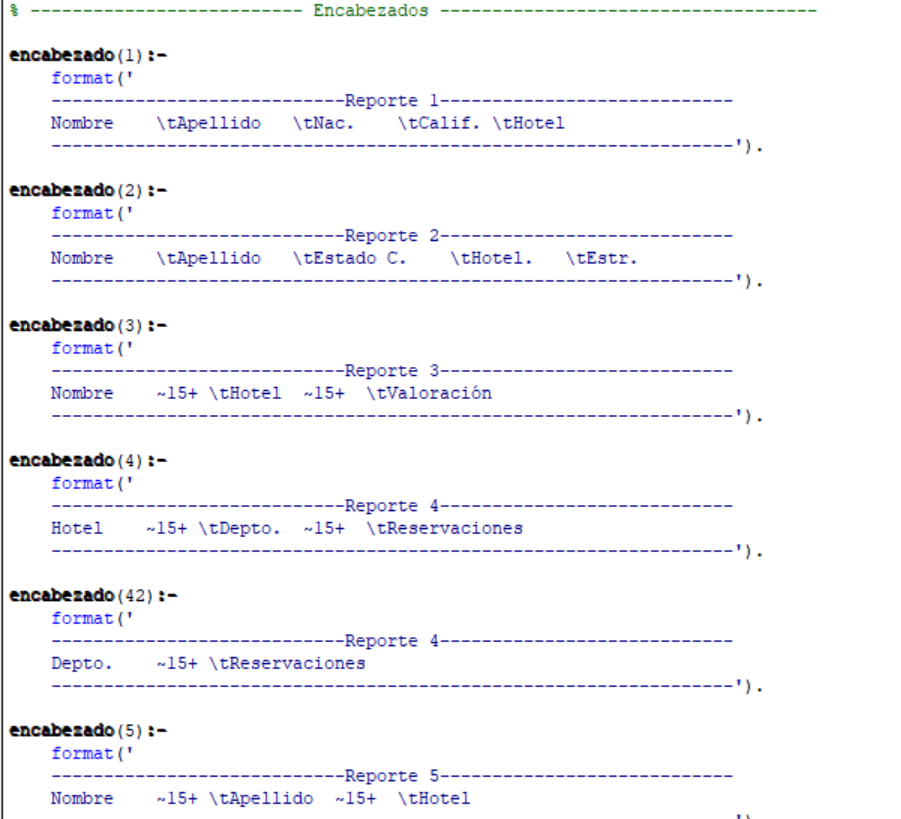 % -------------------------- Encabezados ------------------------------------
encabezado(1):-
format('
----------------------------Reporte 1----------------------------
Nombre    \tApellido   \tNac.    \tCalif. \tHotel
-----------------------------------------------------------------').
encabezado(2):-
format('
----------------------------Reporte 2----------------------------
Nombre    \tApellido   \tEstado C.    \tHotel.   \tEstr.
-----------------------------------------------------------------').
encabezado(3):-
format('
----------------------------Reporte 3----------------------------
Nombre    ~15+ \tHotel  ~15+  \tValoración
-----------------------------------------------------------------').
encabezado(4):-
format('
----------------------------Reporte 4----------------------------
Hotel    ~15+ \tDepto.  ~15+  \tReservaciones
-----------------------------------------------------------------').
encabezado(42):-
format('
----------------------------Reporte 4----------------------------
Depto.    ~15+ \tReservaciones
-----------------------------------------------------------------').
encabezado(5):-
format('
----------------------------Reporte 5----------------------------
Nombre    ~15+ \tApellido  ~15+  \tHotel